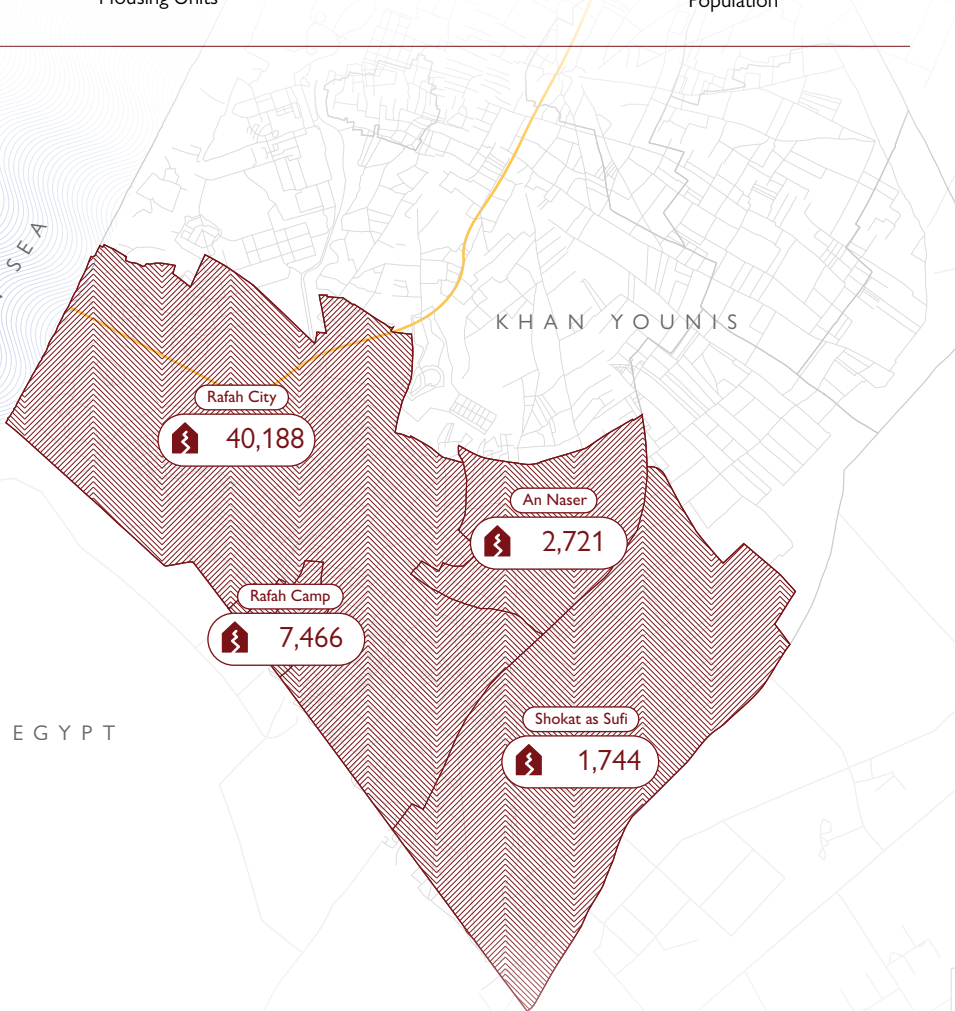 Housing Units
Population
SEA
KHAN YOUNIS
Rafah City
40,188
An Naser
2,721
Rafah Camp
7,466
Shokat as Sufi
1,744
EGYPT